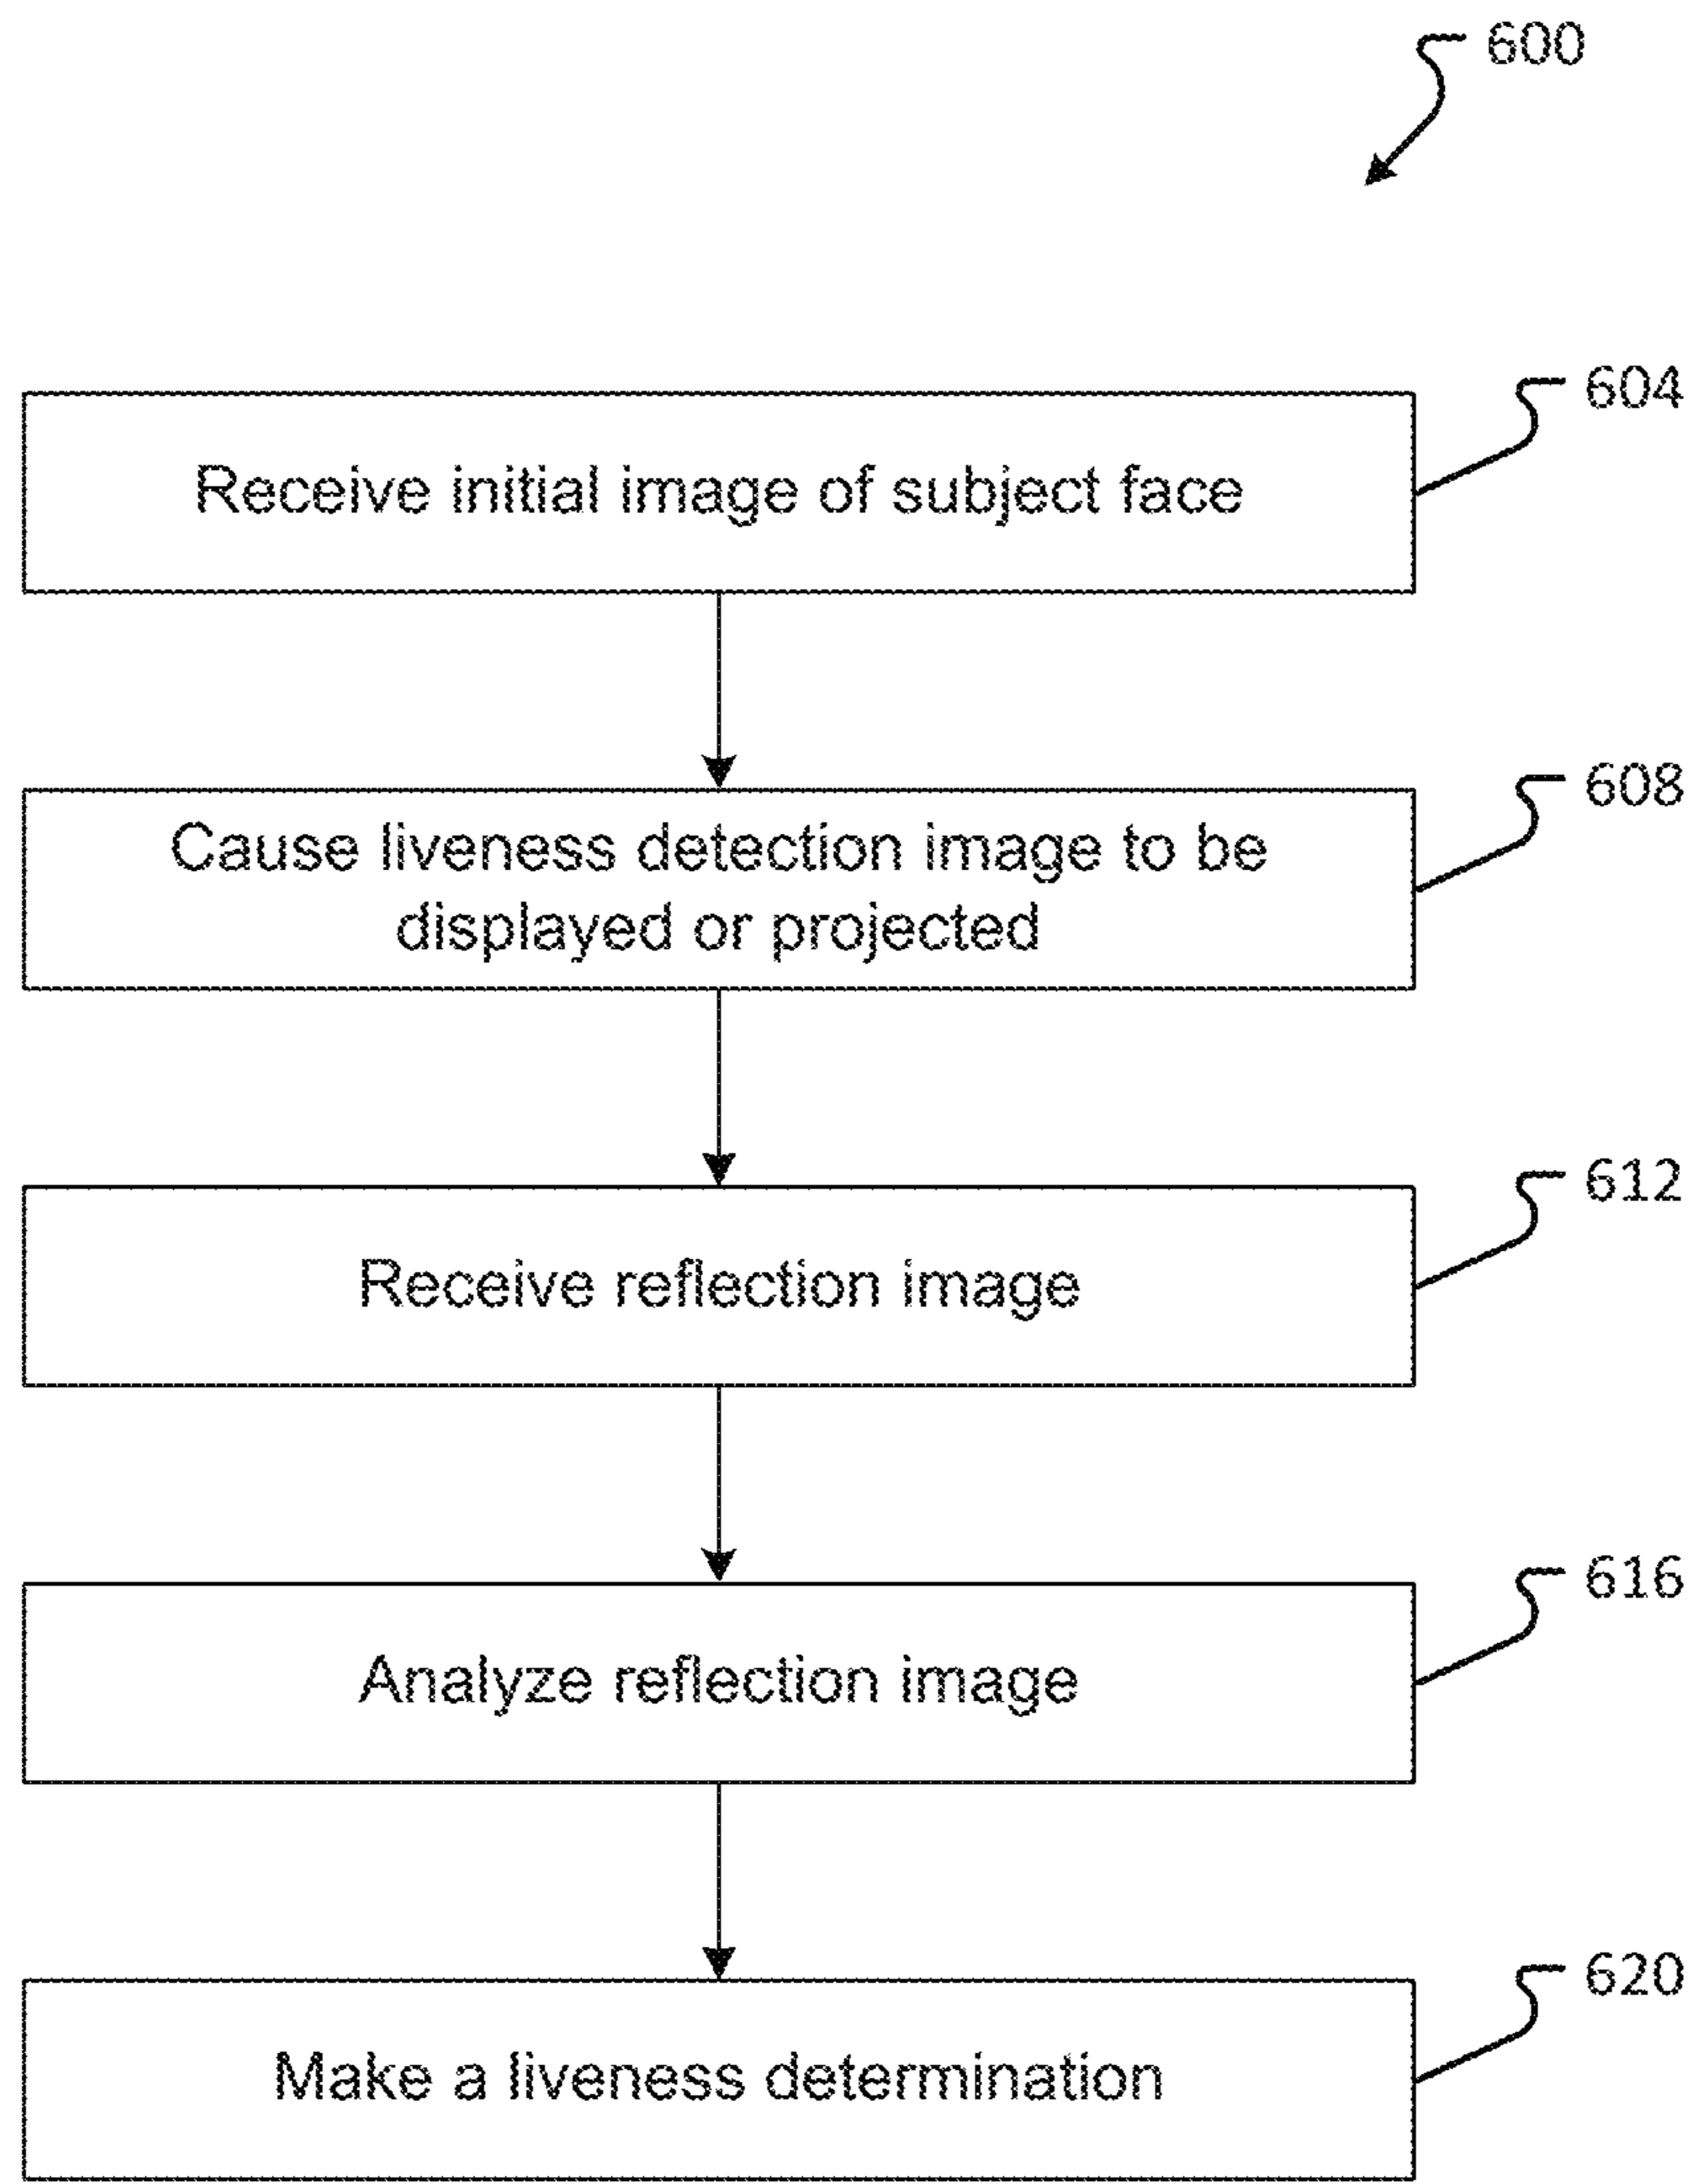 600
604
Receive initial image of subject face
608
Cause liveness detection image to be
displayed or projected
612
Receive reflection image
616
Analyze reflection image
620
Make a liveness determination